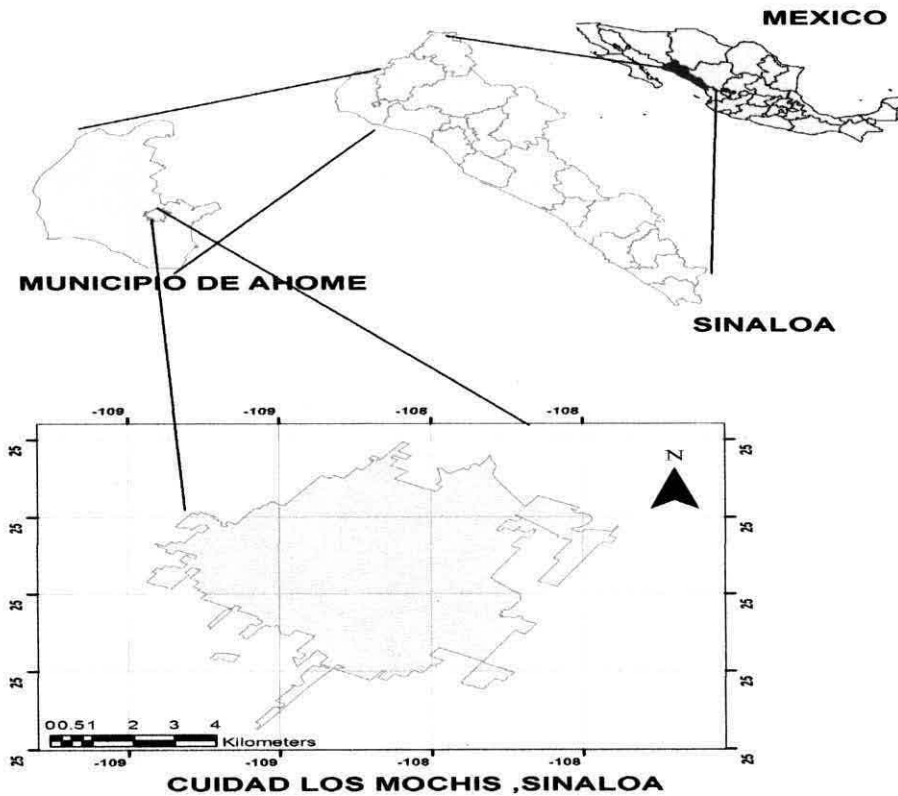 MEXICO
MUNICIPIO DE AHOME
SINALOA
-109 -109 -108 -108
25 25
N
25 25
25 25
25 25
00.51 2 3 4
Kilometers
25 25
-109 -109 -108 -108
CUIDAD LOS MOCHIS ,SINALOA